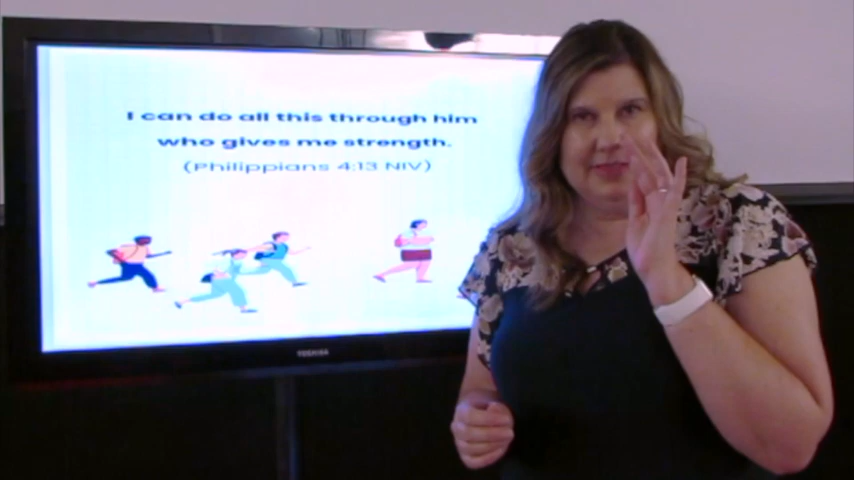 I can do all this through him
who gives me strength.
(Philippians 4:13 NIV)
TOSHIBA